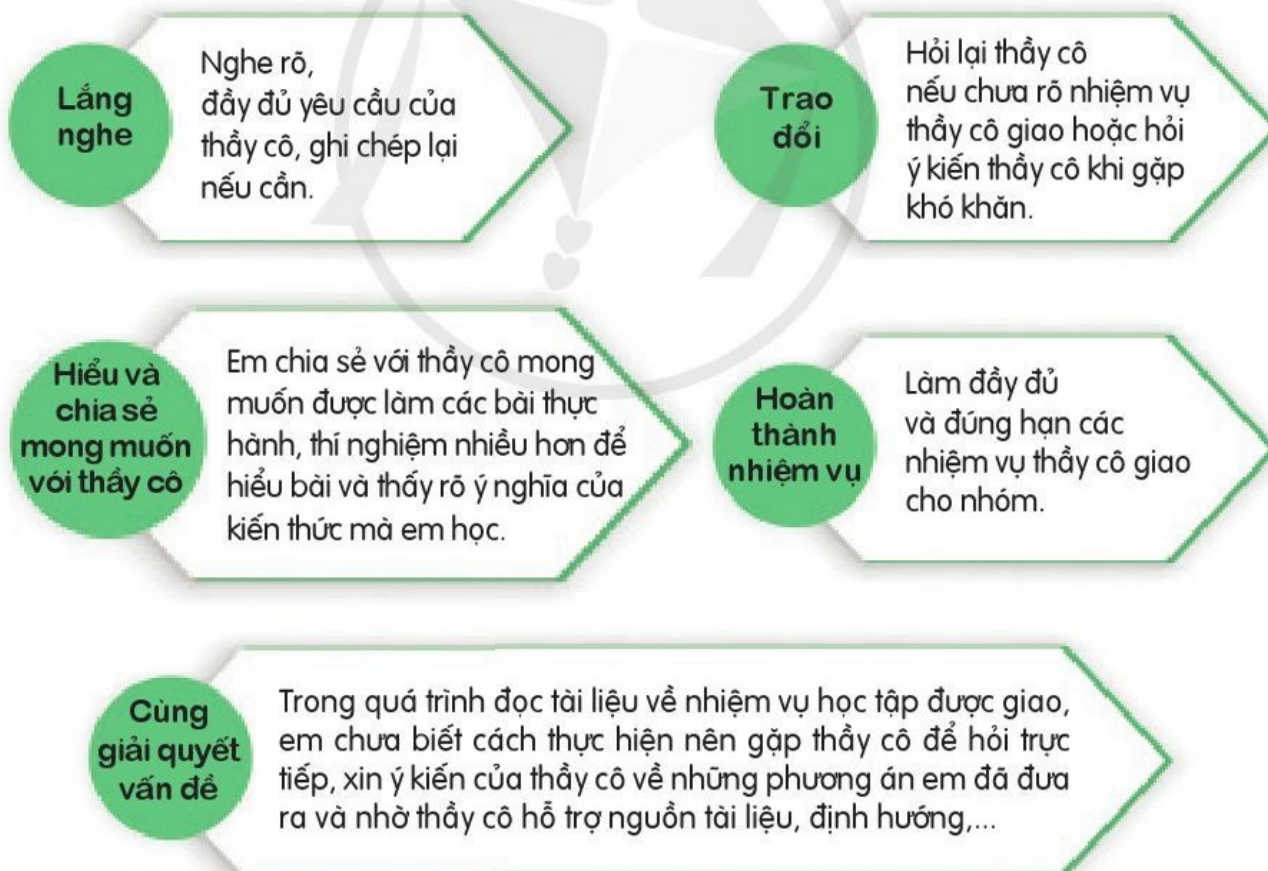 Lắng
nghe
Nghe rõ,
đầy đủ yêu cầu của
thầy cô, ghi chép lại
nếu cần.
Trao
đổi
Hỏi lại thầy cô
nếu chưa rõ nhiệm vụ
thầy cô giao hoặc hỏi
ý kiến thầy cô khi gặp
khó khăn.
Hiểu và
chia sẻ
mong muốn
với thầy cô
Em chia sẻ với thầy cô mong
muốn được làm các bài thực
hành, thí nghiệm nhiều hơn để
hiểu bài và thấy rõ ý nghĩa của
kiến thức mà em học.
Hoàn
thành
nhiệm vụ
Làm đầy đủ
và đúng hạn các
nhiệm vụ thầy cô giao
cho nhóm.
Cùng
giải quyết
vấn đề
Trong quá trình đọc tài liệu về nhiệm vụ học tập được giao,
em chưa biết cách thực hiện nên gặp thầy cô để hỏi trực
tiếp, xin ý kiến của thầy cô về những phương án em đã đưa
ra và nhờ thầy cô hỗ trợ nguồn tài liệu, định hướng,...